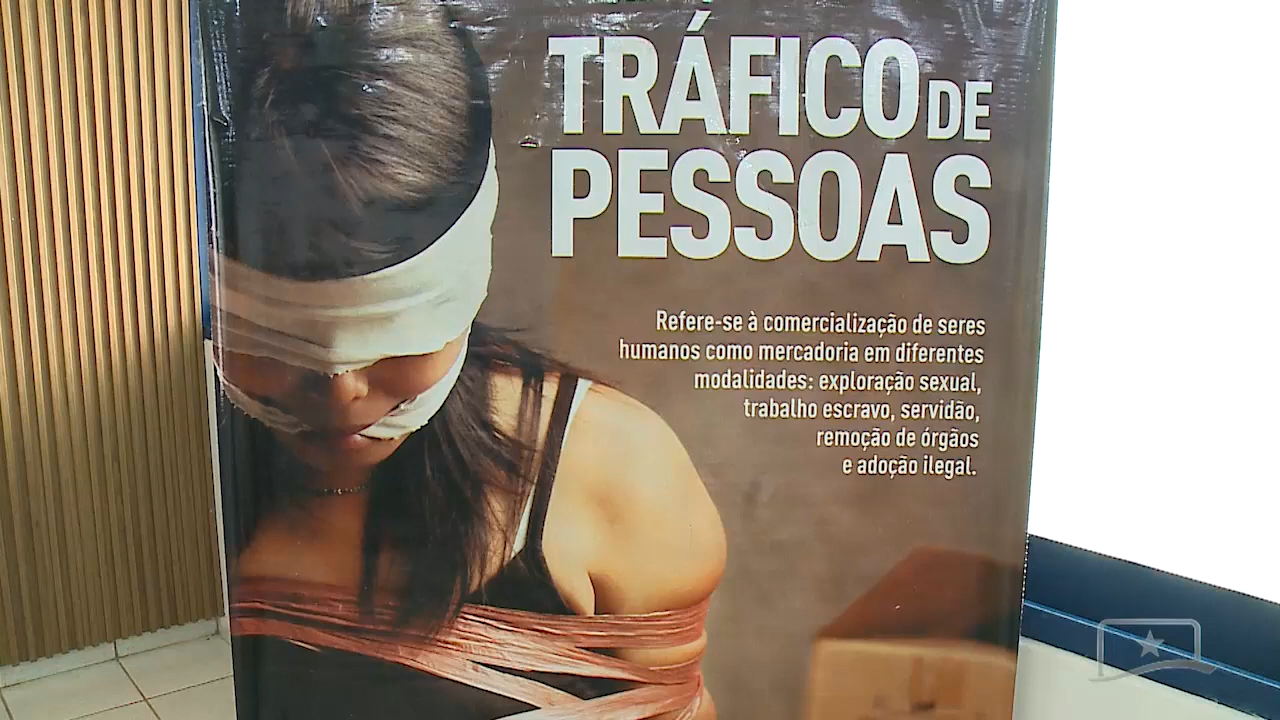 TRÁFICO DE
PESSOAS
Refere-se à comercialização de seres
humanos como mercadoria em diferentes
modalidades: exploração sexual,
trabalho escravo, servidão,
remoção de órgãos
e adoção ilegal.